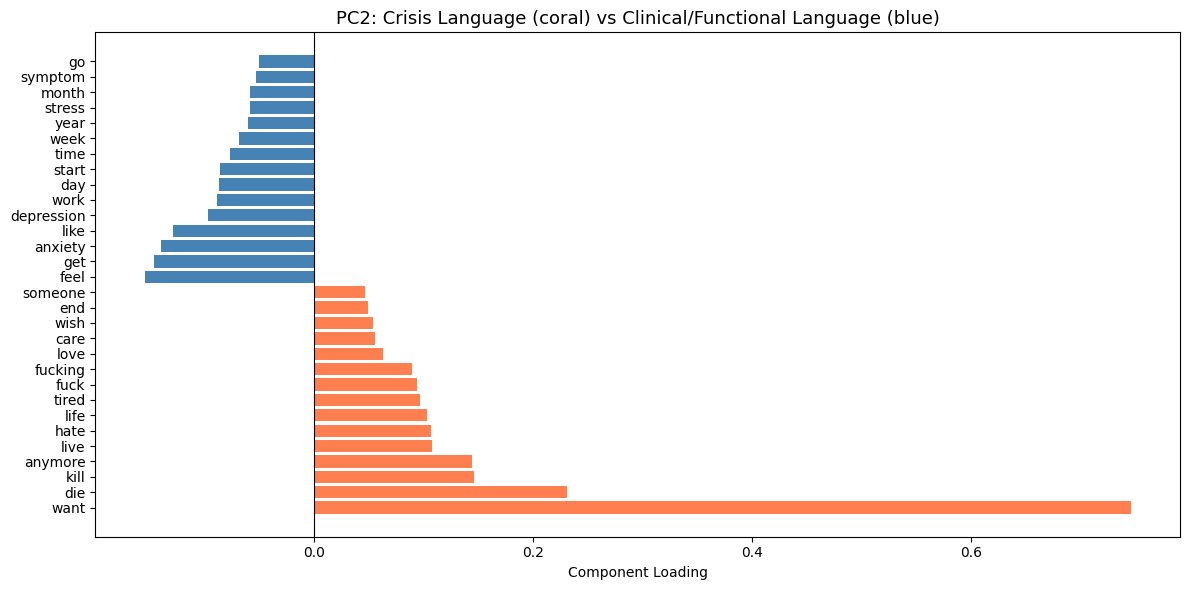 PC2: Crisis Language (coral) vs Clinical/Functional Language (blue)
go
symptom
month
stress
year
week
time
start
day
work
depression
like
anxiety
get
feel
someone
end
wish
care
love
fucking
fuck
tired
life
hate
live
anymore
kill
die
want
0.0 0.2 0.4 0.6
Component Loading